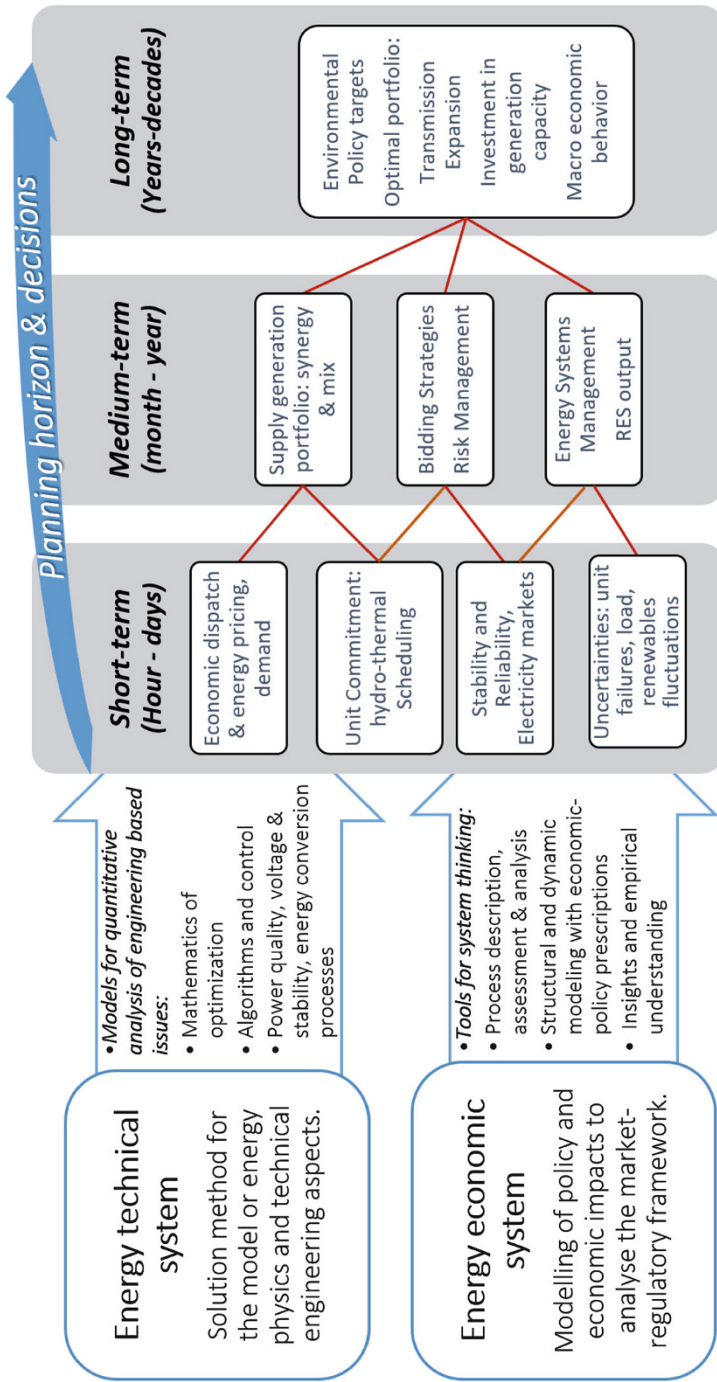 Planning horizon & decisions
Short-term
(Hour - days)
Medium-term
(month - year)
Long-term
(Years-decades)
Energy technical
system
Solution method for
the model or energy
physics and technical
engineering aspects.
•Models for quantitative
analysis of engineering based
issues:
• Mathematics of
optimization
• Algorithms and control
• Power quality, voltage &
stability, energy conversion
processes
Energy economic
system
Modelling of policy and
economic impacts to
analyse the market-
regulatory framework.
•Tools for system thinking:
• Process description,
assessment & analysis
• Structural and dynamic
modeling with economic-
policy prescriptions
• Insights and empirical
understanding
Economic dispatch
& energy pricing,
demand
Unit Commitment:
hydro-thermal
Scheduling
Stability and
Reliability,
Electricity markets
Uncertainties: unit
failures, load,
renewables
fluctuations
Supply generation
portfolio: synergy
& mix
Bidding Strategies
Risk Management
Energy Systems
Management
RES output
Environmental
Policy targets
Optimal portfolio:
Transmission
Expansion
Investment in
generation
capacity
Macro economic
behavior